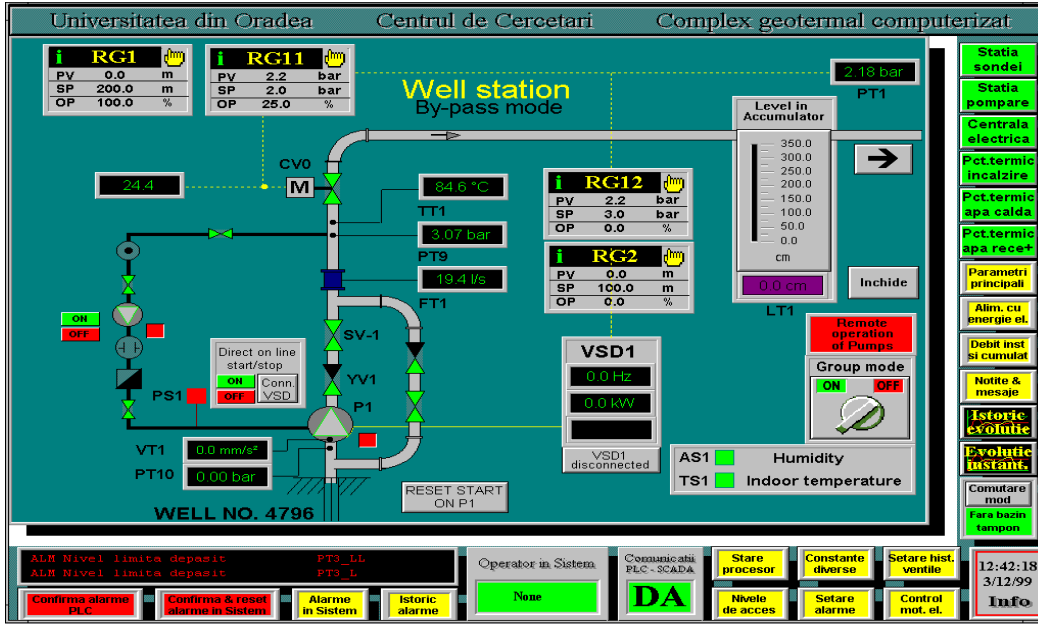 Universitatea din Oradea Centrul de Cercetari Complex geotermal computerizat
i RG1
PV 0.0 m
SP 200.0 m
OP 100.0 %
i RG11
PV 2.2 bar
SP 2.0 bar
OP 25.0 %
Well station
By-pass mode
2.18 bar
PT1
Level in
Accumulator
350.0
300.0
250.0
200.0
150.0
100.0
50.0
0.0
cm
0.0 cm
LT1
Inchide
CV0
M
24.4
84.6 °C
TT1
3.07 bar
PT9
19.4 l/s
FT1
i RG12
PV 2.2 bar
SP 3.0 bar
OP 0.0 %
i RG2
PV 0.0 m
SP 100.0 m
OP 0.0 %
ON
OFF
Direct on line
start/stop
ON
OFF
Conn.
VSD
SV-1
YV1
P1
PS1
VT1
0.0 mm/s²
PT10
0.00 bar
WELL NO. 4796
RESET START
ON P1
VSD1
0.0 Hz
0.0 kW
VSD1
disconnected
Remote
operation
of Pumps
Group mode
ON OFF
AS1 Humidity
TS1 Indoor temperature
Statia
sondei
Statia
pompare
Centrala
electrica
Pct.termic
incalzire
Pct.termic
apa calda
Pct.termic
apa rece+
Parametri
principali
Alim. cu
energie el.
Debit inst
si cumulat
Notite &
mesaje
Istoric
evolutie
Evolutie
instant.
Comutare
mod
Fara bazin
tampon
ALM Nivel limita depasit PT3_LL
ALM Nivel limita depasit PT3_L
Confirma alarme
PLC
Confirma & reset
alarme in Sistem
Alarme
in Sistem
Istoric
alarme
Operator in Sistem
None
Comunicatii
PLC - SCADA
DA
Stare
procesor
Constante
diverse
Setare hist.
ventile
Nivele
de acces
Setare
alarme
Control
mot. el.
12:42:18
3/12/99
Info